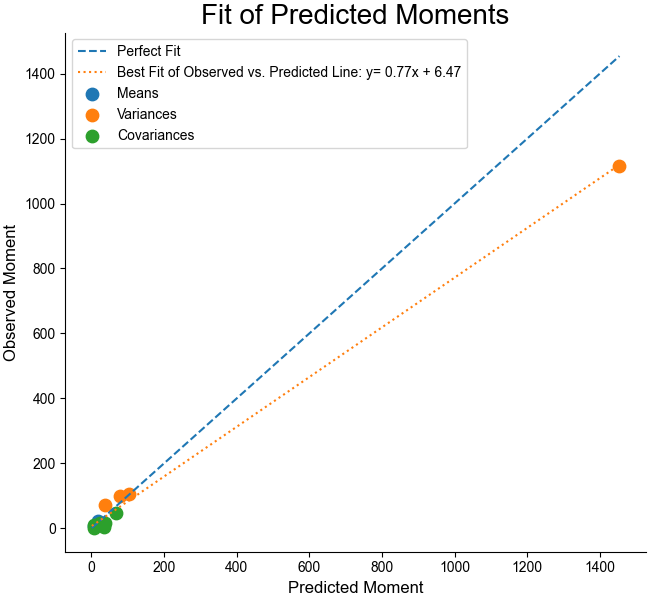 Fit of Predicted Moments
Perfect Fit
Best Fit of Observed vs. Predicted Line: y= 0.77x + 6.47
Means
Variances
Covariances
Observed Moment
1400
1200
1000
800
600
400
200
0
0 200 400 600 800 1000 1200 1400
Predicted Moment